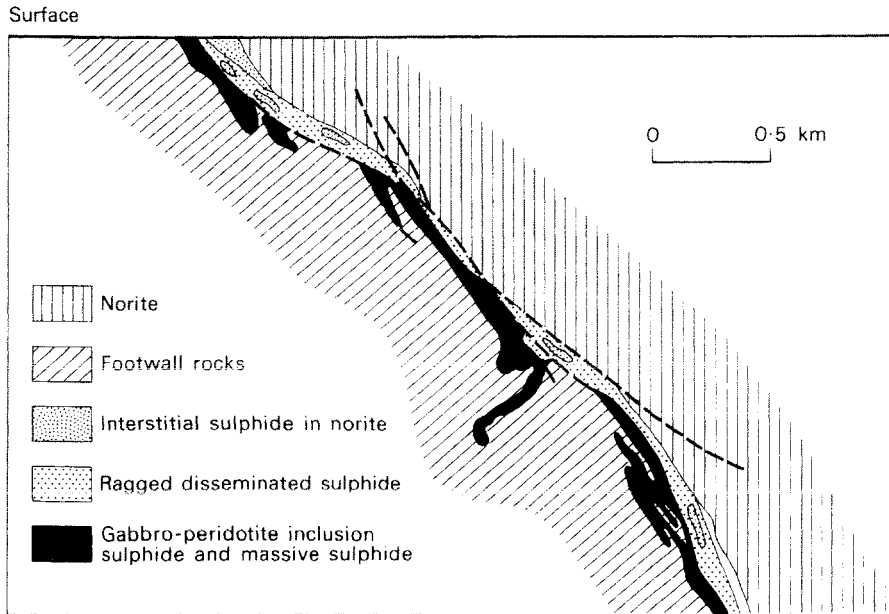 Surface
0 0·5 km
Norite
Footwall rocks
Interstitial sulphide in norite
Ragged disseminated sulphide
Gabbro-peridotite inclusion
sulphide and massive sulphide